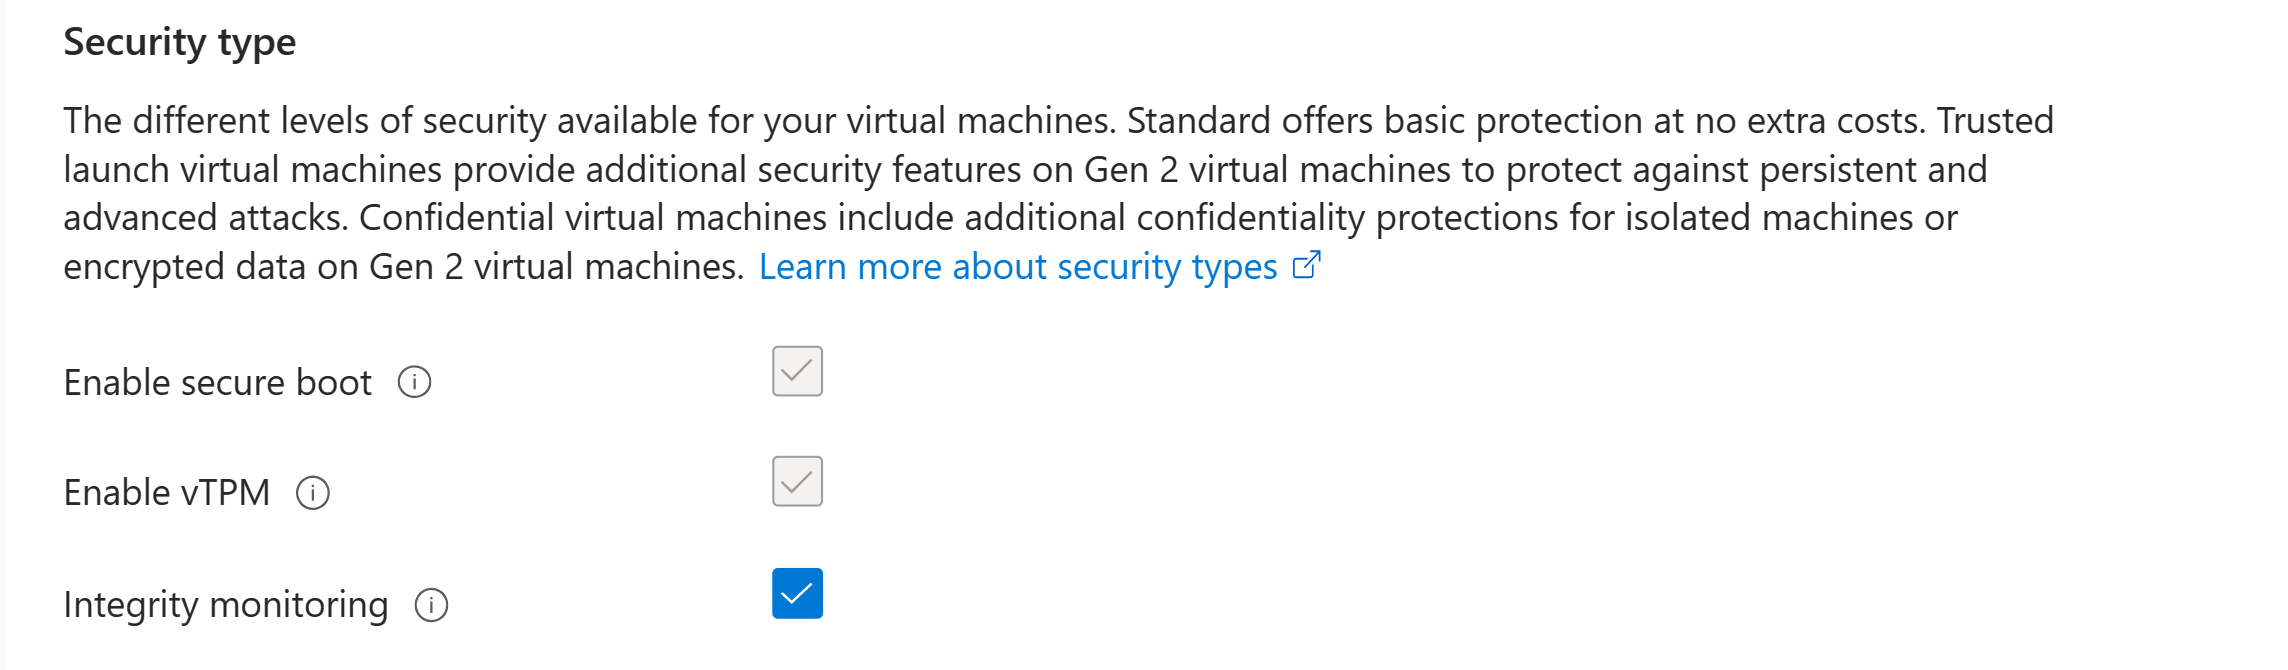 Security type
The different levels of security available for your virtual machines. Standard offers basic protection at no extra costs. Trusted
launch virtual machines provide additional security features on Gen 2 virtual machines to protect against persistent and
advanced attacks. Confidential virtual machines include additional confidentiality protections for isolated machines or
encrypted data on Gen 2 virtual machines. Learn more about security types
Enable secure boot
Enable vTPM
Integrity monitoring